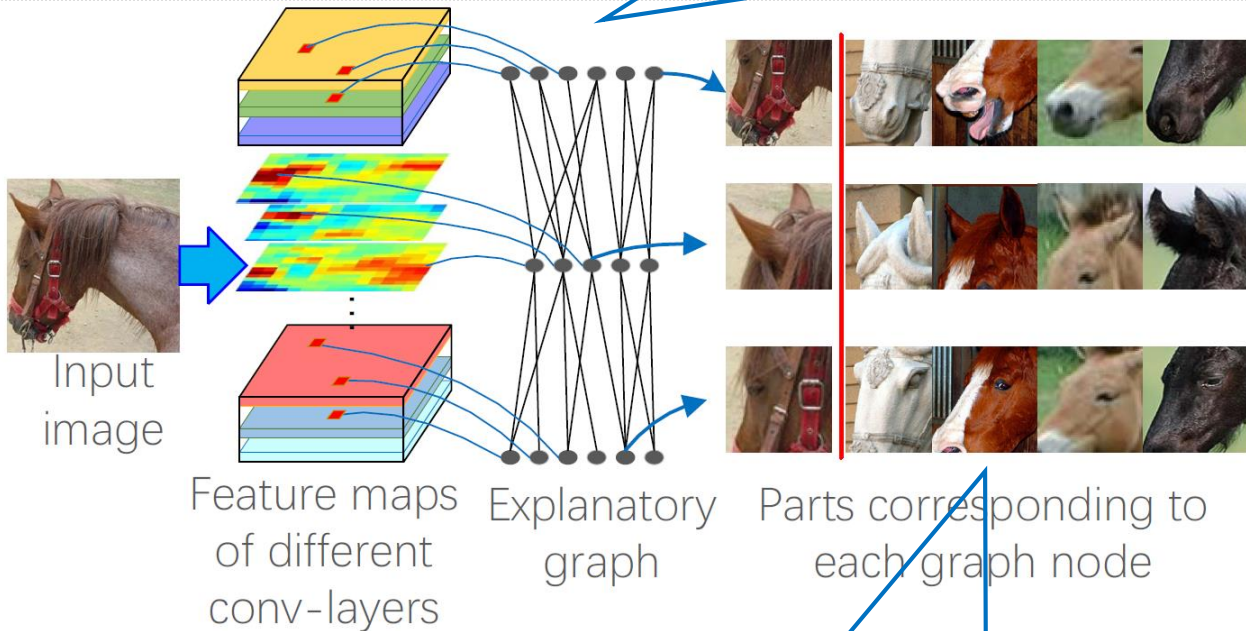 Input
image
Feature maps
of different
conv-layers
Explanatory
graph
Parts corresponding to
each graph node